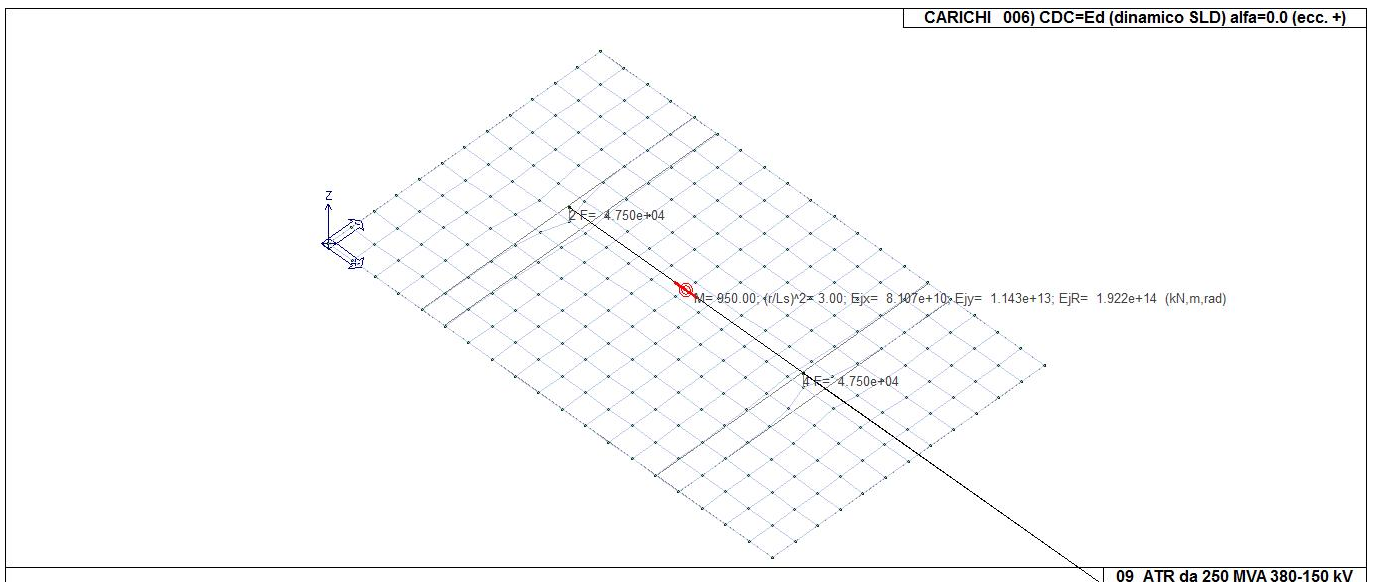 CARICHI 006) CDC=Ed (dinamico SLD) alfa=0.0 (ecc. +)
Z
2 F= 4.750e+04
M= 950.00; (r/Ls)^2= 3.00; Ejx= 8.107e+10; Ejy= 1.143e+13; EjR= 1.922e+14 (kN,m,rad)
4 F= 4.750e+04
09_ATR da 250 MVA 380-150 kV